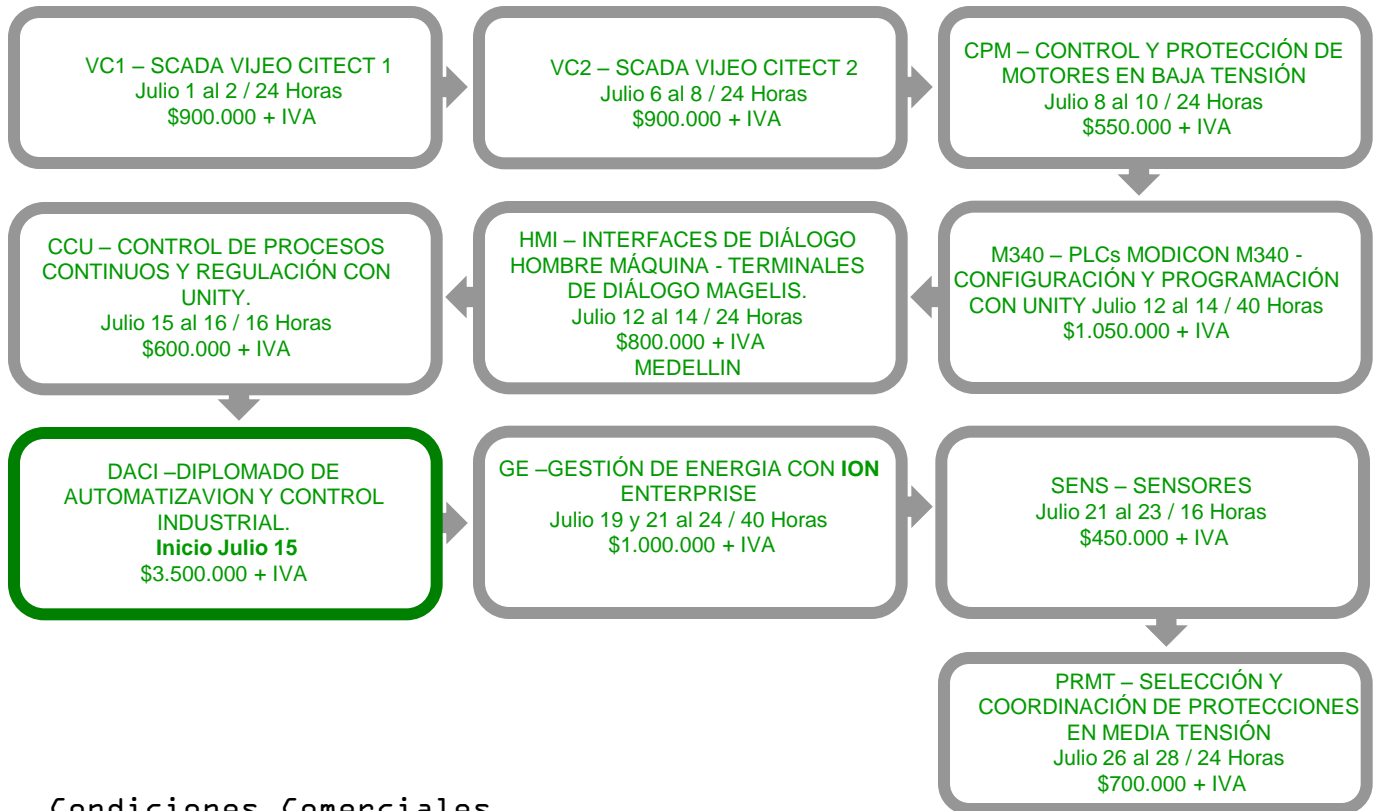 VC1 – SCADA VIJEO CITECT 1
Julio 1 al 2 / 24 Horas
$900.000 + IVA
VC2 – SCADA VIJEO CITECT 2
Julio 6 al 8 / 24 Horas
$900.000 + IVA
CPM – CONTROL Y PROTECCIÓN DE
MOTORES EN BAJA TENSIÓN
Julio 8 al 10 / 24 Horas
$550.000 + IVA
M340 – PLCs MODICON M340 -
CONFIGURACIÓN Y PROGRAMACIÓN
CON UNITY Julio 12 al 14 / 40 Horas
$1.050.000 + IVA
HMI – INTERFACES DE DIÁLOGO
HOMBRE MÁQUINA - TERMINALES
DE DIÁLOGO MAGELIS.
Julio 12 al 14 / 24 Horas
$800.000 + IVA
MEDELLIN
CCU – CONTROL DE PROCESOS
CONTINUOS Y REGULACIÓN CON
UNITY.
Julio 15 al 16 / 16 Horas
$600.000 + IVA
DACI –DIPLOMADO DE
AUTOMATIZAVION Y CONTROL
INDUSTRIAL.
Inicio Julio 15
$3.500.000 + IVA
GE –GESTIÓN DE ENERGIA CON ION
ENTERPRISE
Julio 19 y 21 al 24 / 40 Horas
$1.000.000 + IVA
SENS – SENSORES
Julio 21 al 23 / 16 Horas
$450.000 + IVA
PRMT – SELECCIÓN Y
COORDINACIÓN DE PROTECCIONES
EN MEDIA TENSIÓN
Julio 26 al 28 / 24 Horas
$700.000 + IVA
Condiciones Comerciales